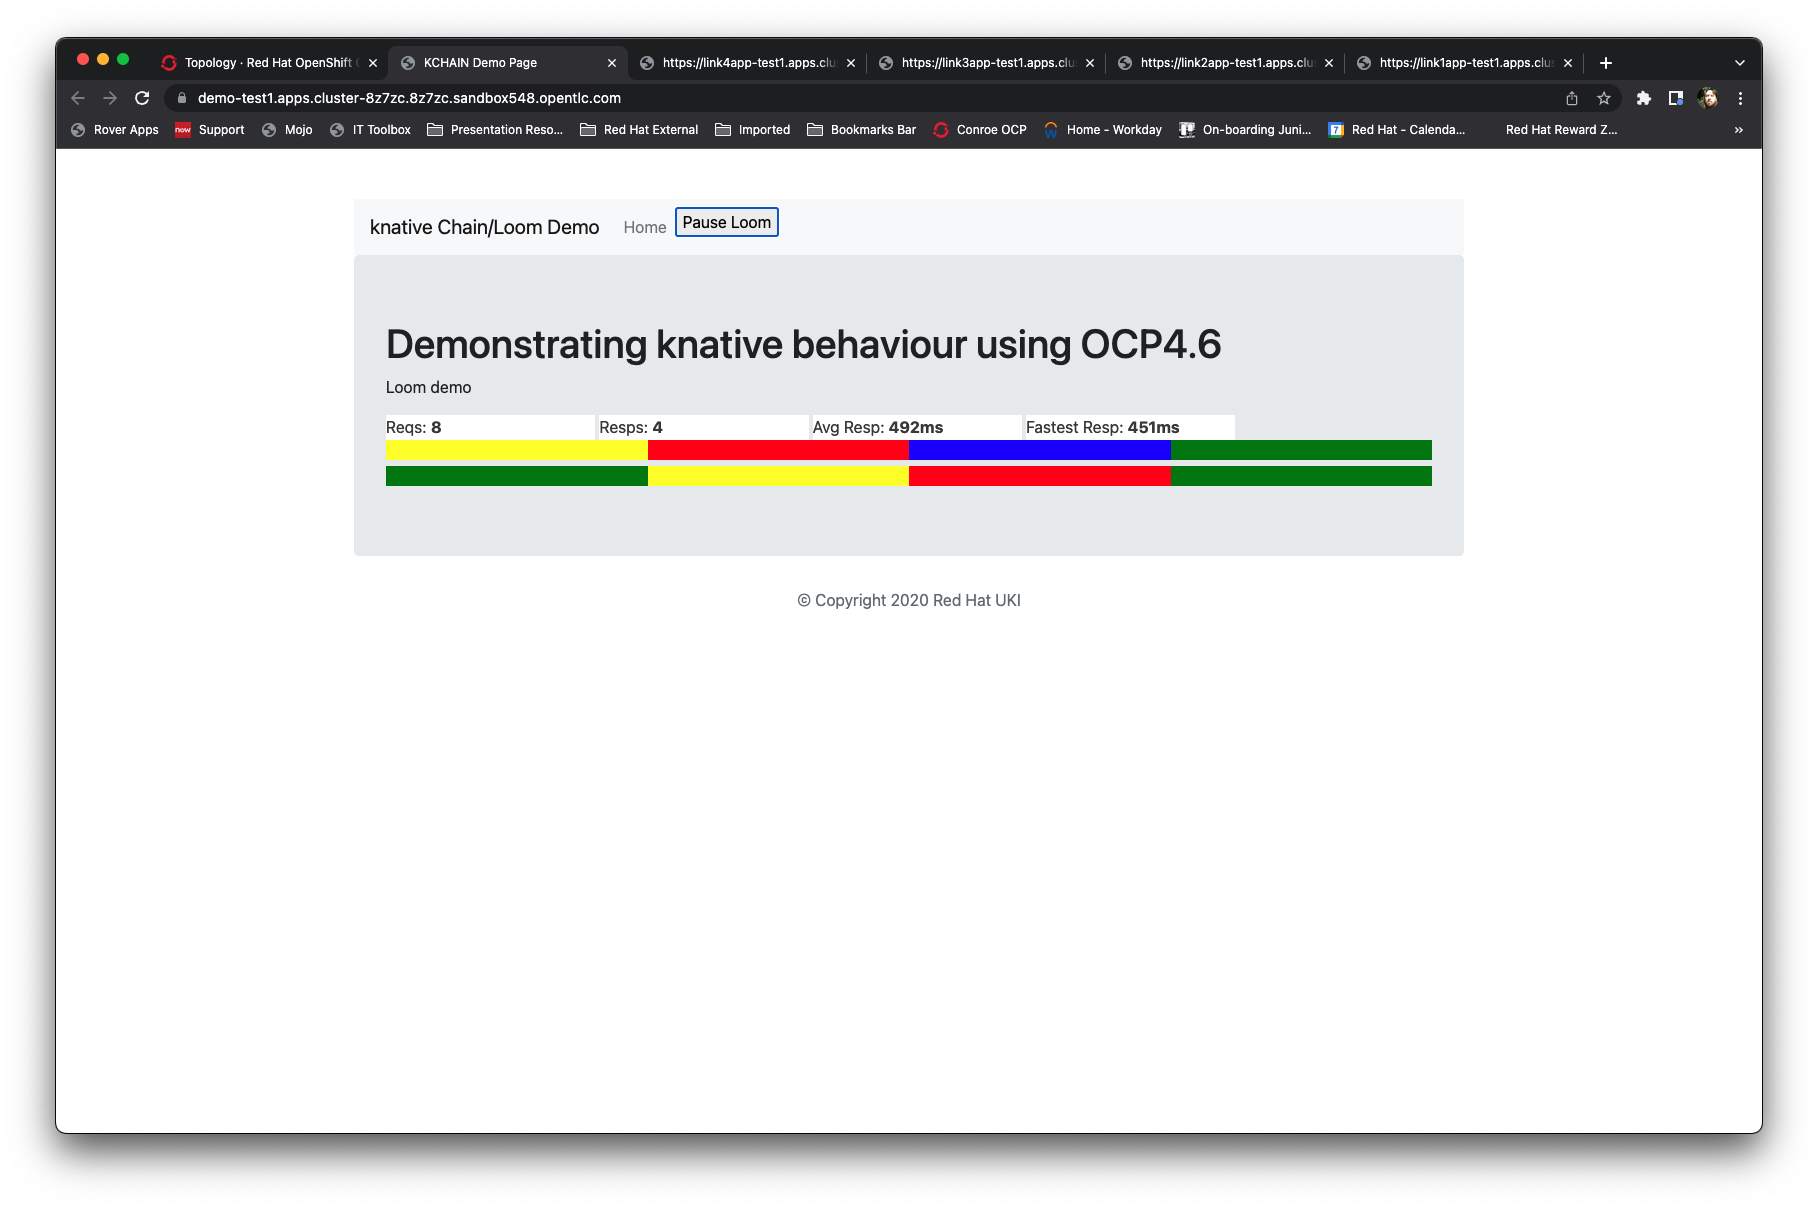 Topology · Red Hat OpenShift
KCHAIN Demo Page
https://link4app-test1.apps.clu
https://link3app-test1.apps.clu
https://link2app-test1.apps.clu
https://link1app-test1.apps.clus
demo-test1.apps.cluster-8z7zc.8z7zc.sandbox548.opentlc.com
Rover Apps now Support Mojo IT Toolbox Presentation Reso... Red Hat External Imported Bookmarks Bar Conroe OCP Home - Workday On-boarding Juni... 7 Red Hat - Calenda... Red Hat Reward Z... »
knative Chain/Loom Demo Home Pause Loom
Demonstrating knative behaviour using OCP4.6
Loom demo
Reqs: 8 Resps: 4 Avg Resp: 492ms Fastest Resp: 451ms
© Copyright 2020 Red Hat UKI